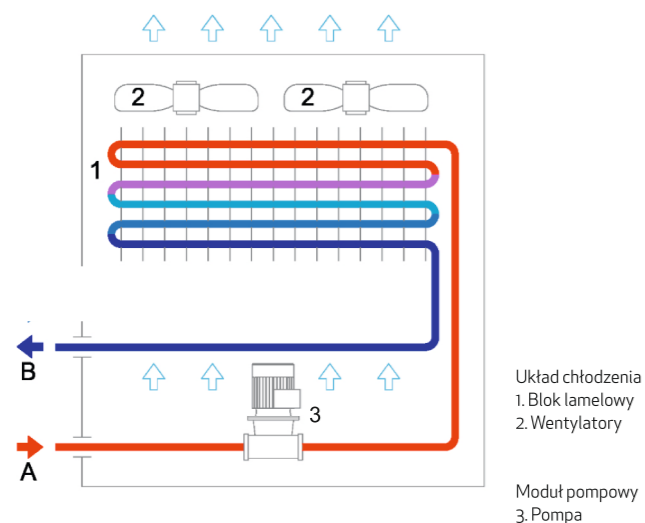 2
2
1
B
3
A
Układ chłodzenia
1. Blok lamelowy
2. Wentylatory
Moduł pompowy
3. Pompa